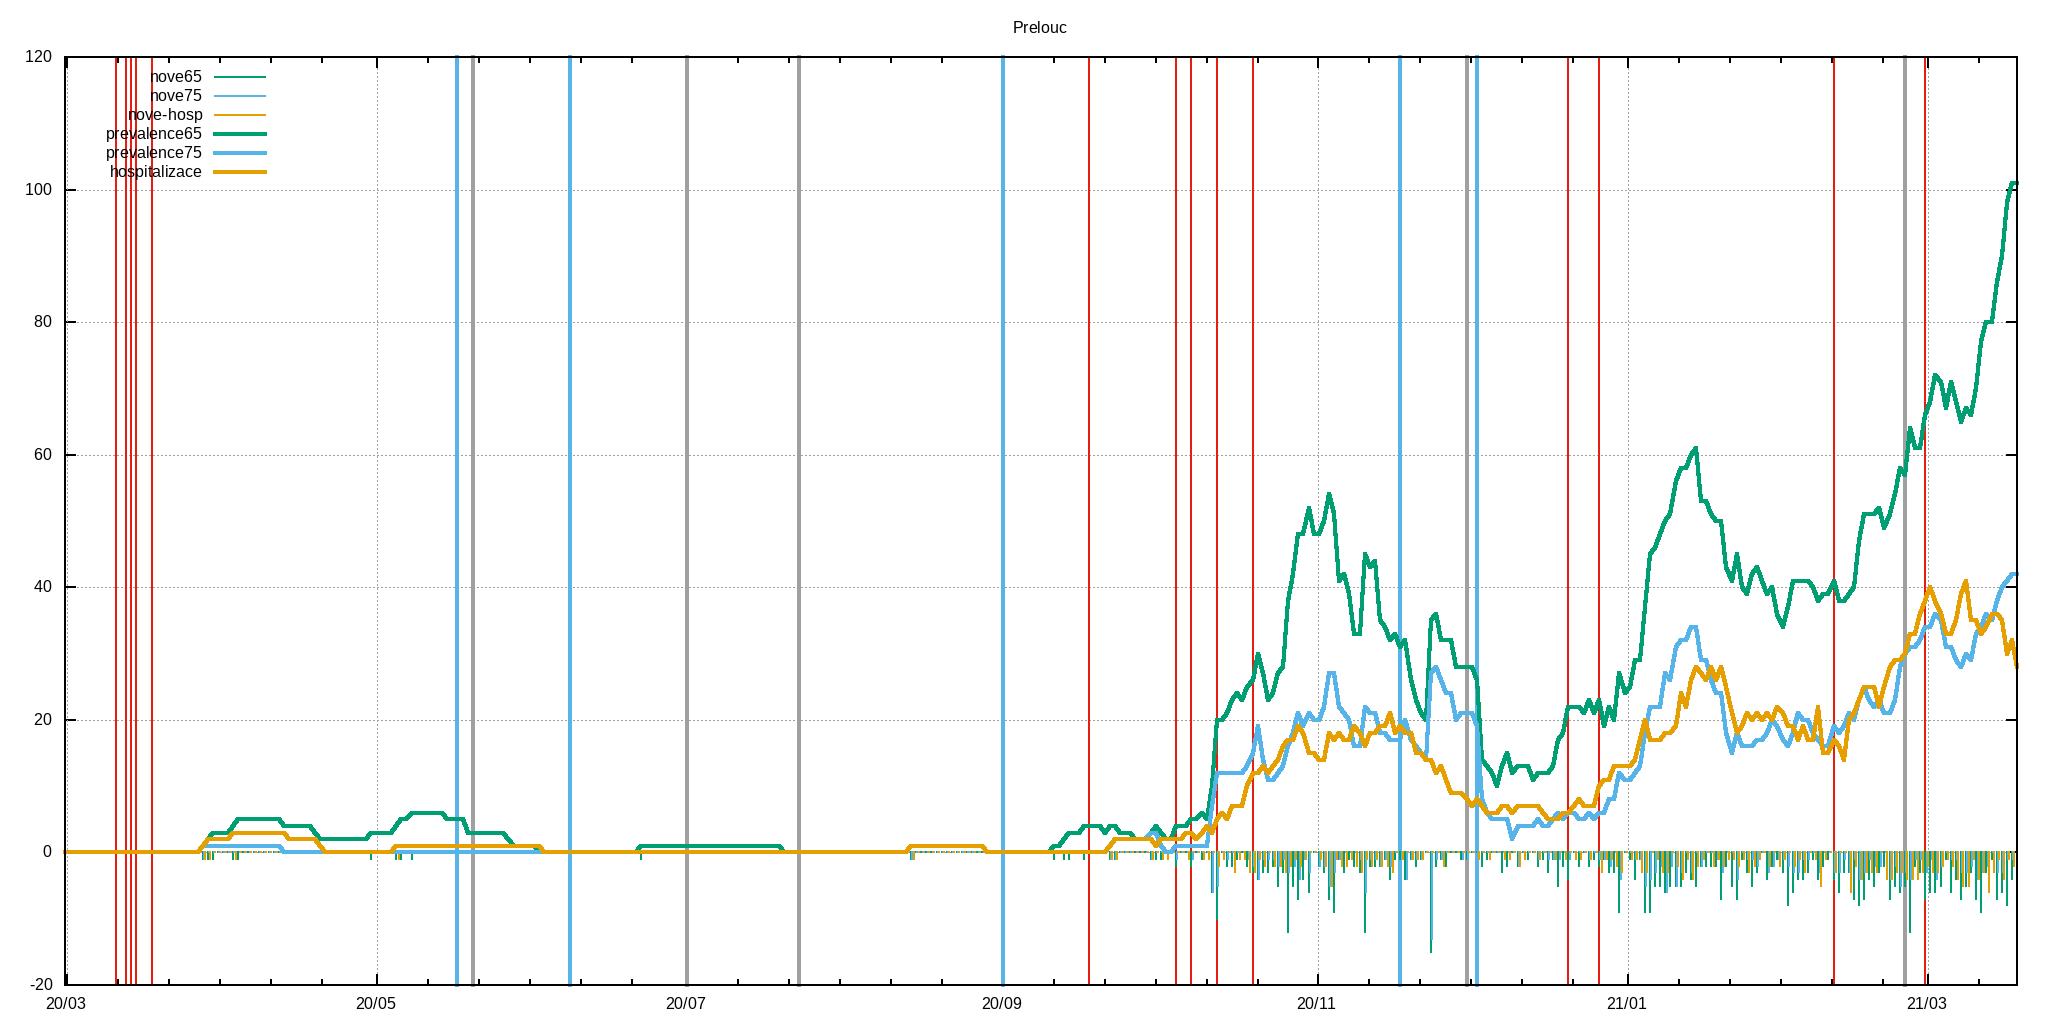 Prelouc
120
100
80
60
40
20
0
-20
nove65
nove75
nove-hosp
prevalence65
prevalence75
hospitalizace
20/03 20/05 20/07 20/09 20/11 21/01 21/03